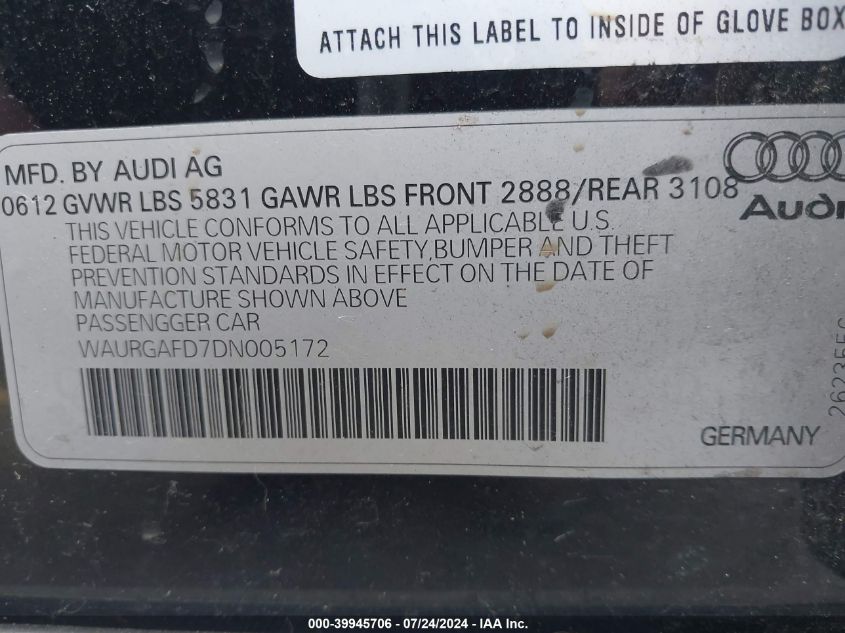 ATTACH THIS LABEL TO INSIDE OF GLOVE BOX
MFD. BY AUDI AG
0612 GVWR LBS 5831 GAWR LBS FRONT 2888/REAR 3108
Audi
THIS VEHICLE CONFORMS TO ALL APPLICABLE U.S.
FEDERAL MOTOR VEHICLE SAFETY,BUMPER AND THEFT
PREVENTION STANDARDS IN EFFECT ON THE DATE OF
MANUFACTURE SHOWN ABOVE
PASSENGGER CAR
WAURGAFD7DN005172
GERMANY
000-39945706 - 07/24/2024 - IAA Inc.